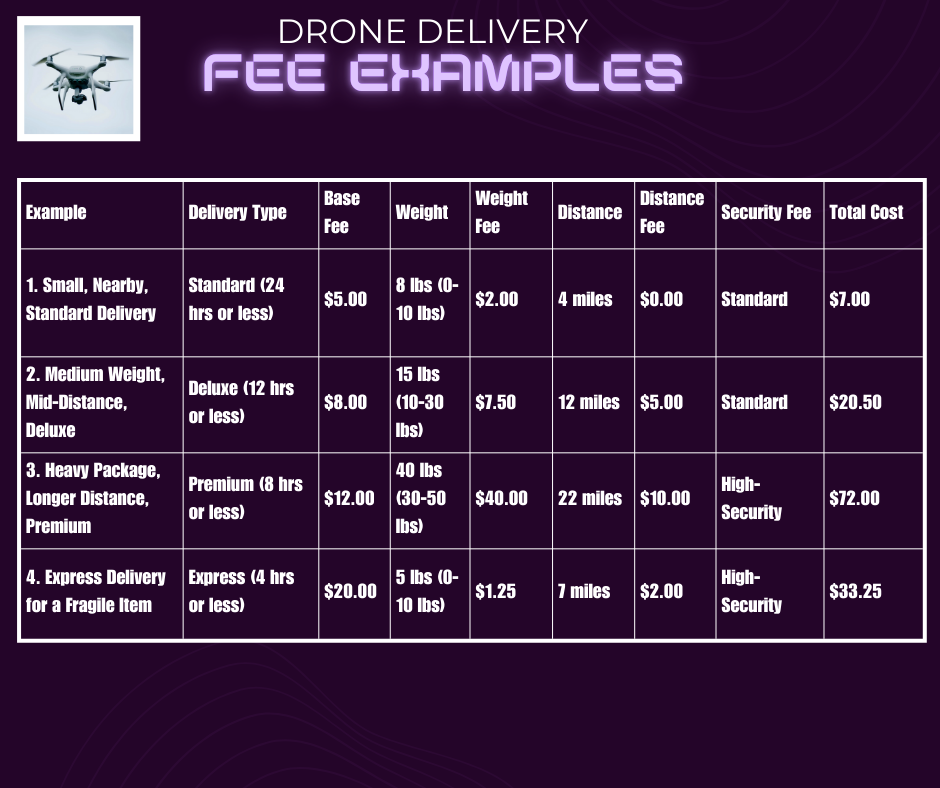 DRONE DELIVERY
FEE EXAMPLES
Example
Delivery Type
Base
Fee
Weight
Weight
Fee
Distance
Distance
Fee
Security Fee
Total Cost
1. Small, Nearby,
Standard Delivery
Standard (24
hrs or less)
$5.00
8 lbs (0-
10 lbs)
$2.00
4 miles
$0.00
Standard
$7.00
2. Medium Weight,
Mid-Distance,
Deluxe
Deluxe (12 hrs
or less)
$8.00
15 lbs
(10-30
lbs)
$7.50
12 miles
$5.00
Standard
$20.50
3. Heavy Package,
Longer Distance,
Premium
Premium (8 hrs
or less)
$12.00
40 lbs
(30-50
lbs)
$40.00
22 miles
$10.00
High-
Security
$72.00
4. Express Delivery
for a Fragile Item
Express (4 hrs
or less)
$20.00
5 lbs (0-
10 lbs)
$1.25
7 miles
$2.00
High-
Security
$33.25